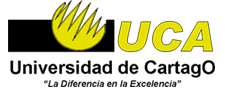 UCA
Universidad de CartagO
"La Diferencia en la Excelencia"